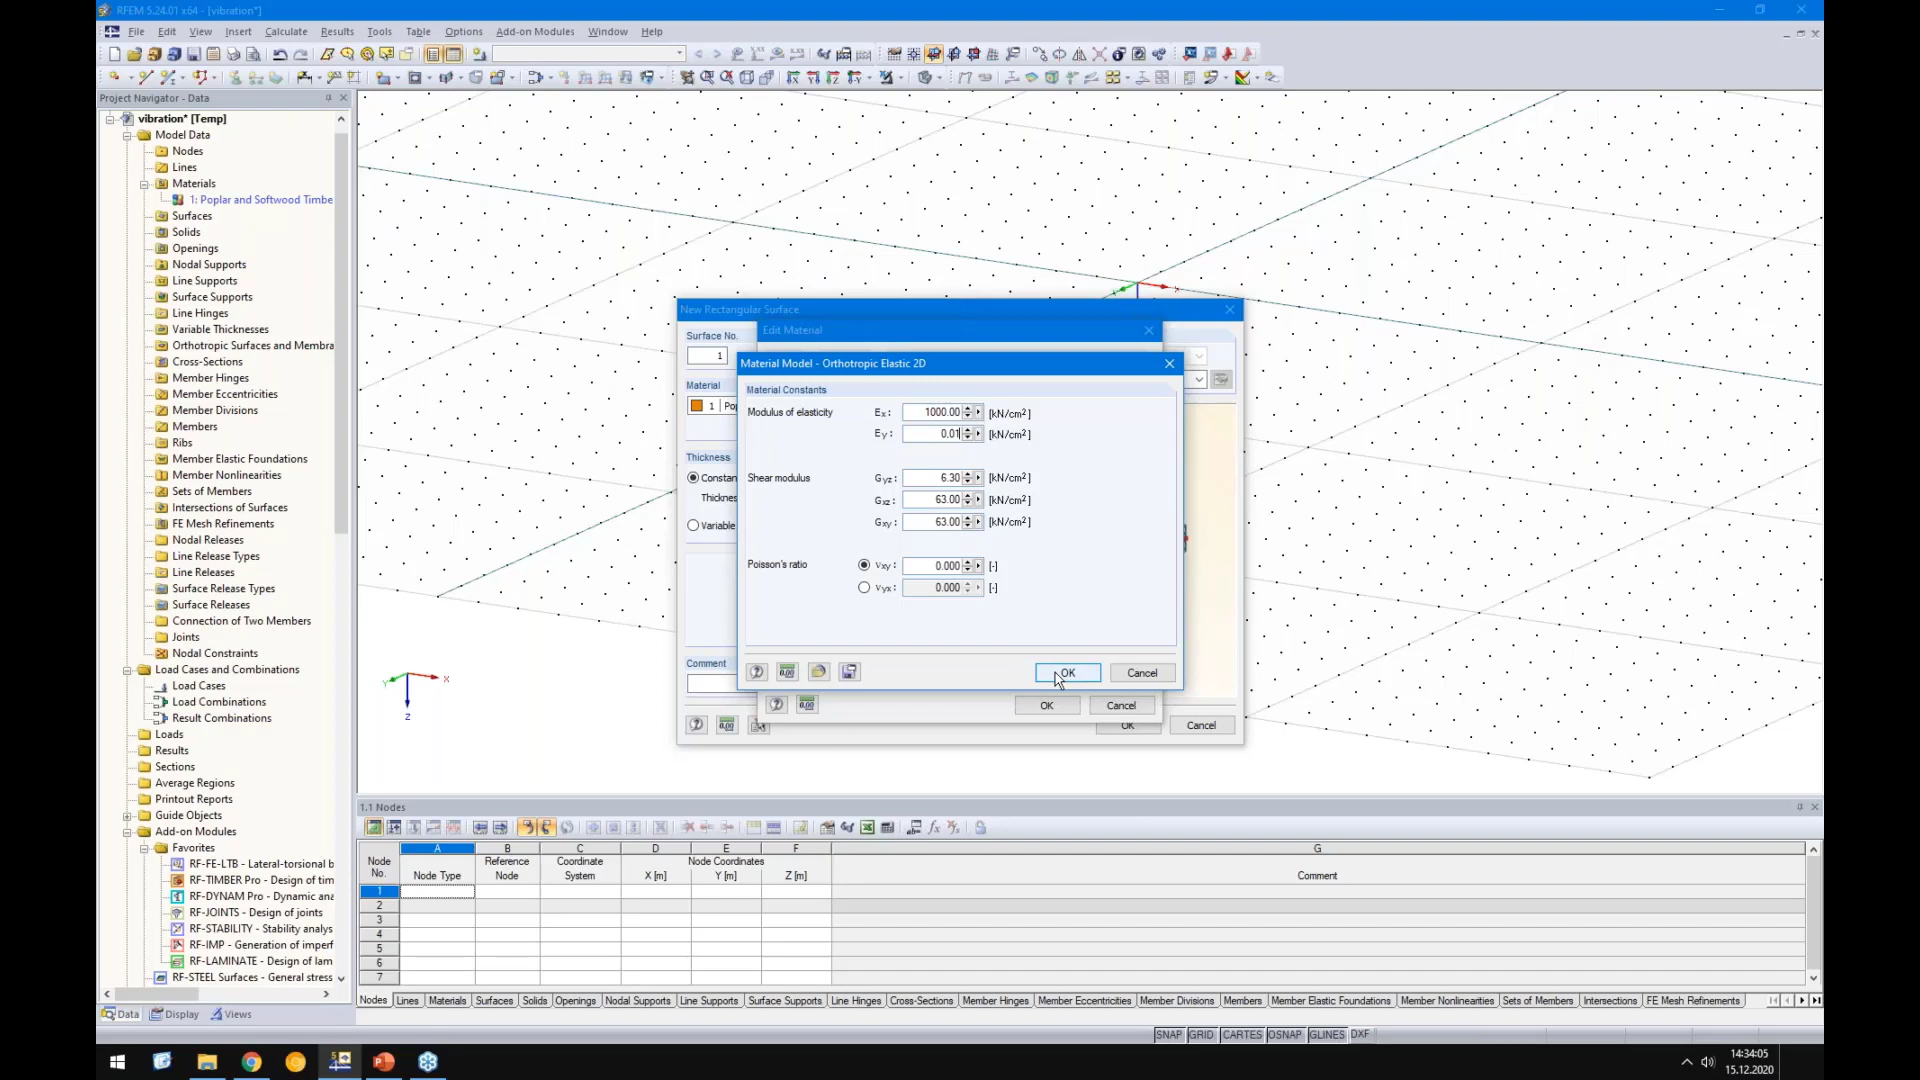 RFEM 5.24.01 x64 - [vibration*]
File Edit View Insert Calculate Results Tools Table Options Add-on Modules Window Help
Project Navigator - Data
vibration* [Temp]
Model Data
Nodes
Lines
Materials
1: Poplar and Softwood Timbe
Surfaces
Solids
Openings
Nodal Supports
Line Supports
Surface Supports
Line Hinges
Variable Thicknesses
Orthotropic Surfaces and Membra
Cross-Sections
Member Hinges
Member Eccentricities
Member Divisions
Members
Ribs
Member Elastic Foundations
Member Nonlinearities
Sets of Members
Intersections of Surfaces
FE Mesh Refinements
Nodal Releases
Line Release Types
Line Releases
Surface Release Types
Surface Releases
Connection of Two Members
Joints
Nodal Constraints
Load Cases and Combinations
Load Cases
Load Combinations
Result Combinations
Loads
Results
Sections
Average Regions
Printout Reports
Guide Objects
Add-on Modules
Favorites
RF-FE-LTB - Lateral-torsional b
RF-TIMBER Pro - Design of tim
RF-DYNAM Pro - Dynamic ana
RF-JOINTS - Design of joints
RF-STABILITY - Stability analys
RF-IMP - Generation of imperf
RF-LAMINATE - Design of lam
RF-STEEL Surfaces - General stress
Data Display Views
X
Y
X
Z
New Rectangular Surface
Surface No.
1
Material
1 Pop
Thickness
Constan
Thicknes
Variable
Comment
OK Cancel
Edit Material
OK Cancel
Material Model - Orthotropic Elastic 2D
Material Constants
Modulus of elasticity Ex: 1000.00 [kN/cm2]
Ey: 0.01 [kN/cm2]
Shear modulus Gyz: 6.30 [kN/cm2]
Gxz: 63.00 [kN/cm2]
Gxy: 63.00 [kN/cm2]
Poisson's ratio νxy: 0.000 [-]
νyx: 0.000 [-]
OK Cancel
1.1 Nodes
A B C D E F G
Node No. Node Type Reference Node Coordinate System Node Coordinates X [m] Y [m] Z [m] Comment
1
2
3
4
5
6
7
Nodes Lines Materials Surfaces Solids Openings Nodal Supports Line Supports Surface Supports Line Hinges Cross-Sections Member Hinges Member Eccentricities Member Divisions Members Member Elastic Foundations Member Nonlinearities Sets of Members Intersections FE Mesh Refinements
SNAP GRID CARTES OSNAP GLINES DXF
14:34:05
15.12.2020